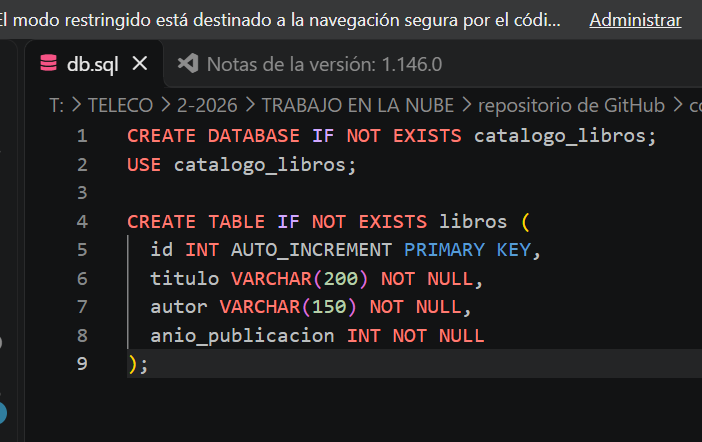 El modo restringido está destinado a la navegación segura por el códi... Administrar
db.sql Notas de la versión: 1.146.0
T: > TELECO > 2-2026 > TRABAJO EN LA NUBE > repositorio de GitHub > co
1 CREATE DATABASE IF NOT EXISTS catalogo_libros;
2 USE catalogo_libros;
3
4 CREATE TABLE IF NOT EXISTS libros (
5 id INT AUTO_INCREMENT PRIMARY KEY,
6 titulo VARCHAR(200) NOT NULL,
7 autor VARCHAR(150) NOT NULL,
8 anio_publicacion INT NOT NULL
9 );